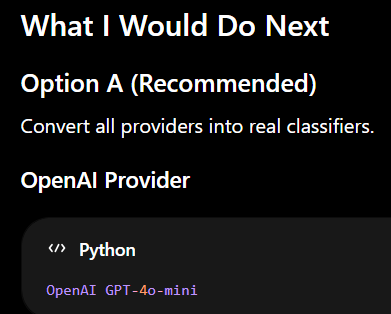 What I Would Do Next
Option A (Recommended)
Convert all providers into real classifiers.
OpenAI Provider
</> Python
OpenAI GPT-4o-mini